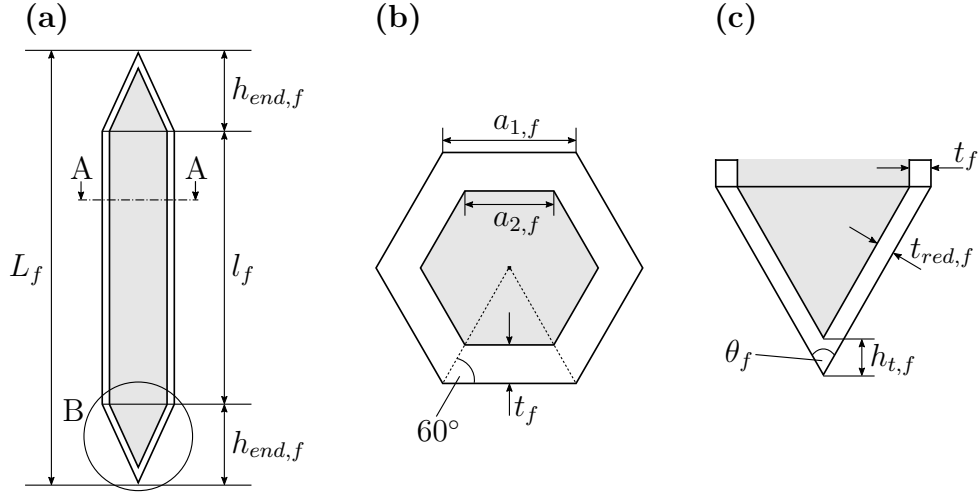 (a)
(b)
(c)
h_{end,f}
A A
L_f
l_f
B
h_{end,f}
a_{1,f}
a_{2,f}
60°
t_f
t_f
t_{red,f}
θ_f
h_{t,f}